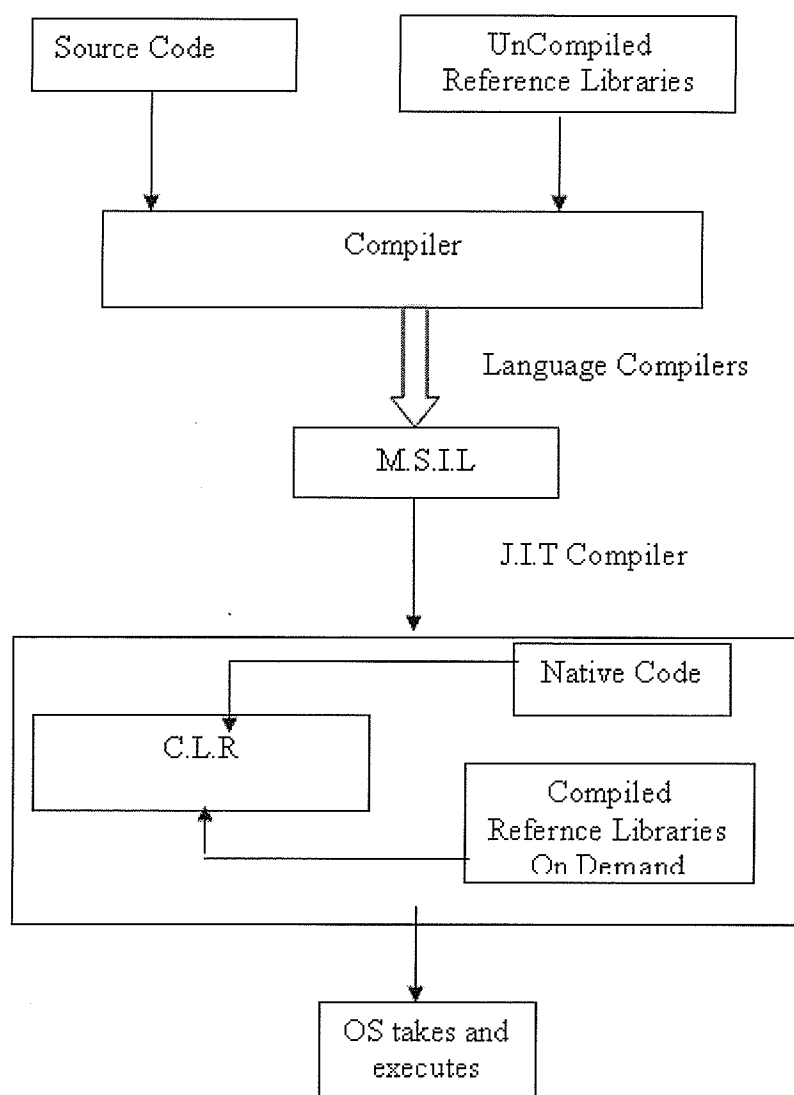 Source Code
UnCompiled
Reference Libraries
Compiler
Language Compilers
M.S.I.L
J.I.T Compiler
Native Code
C.L.R
Compiled
Refernce Libraries
On Demand
OS takes and
executes